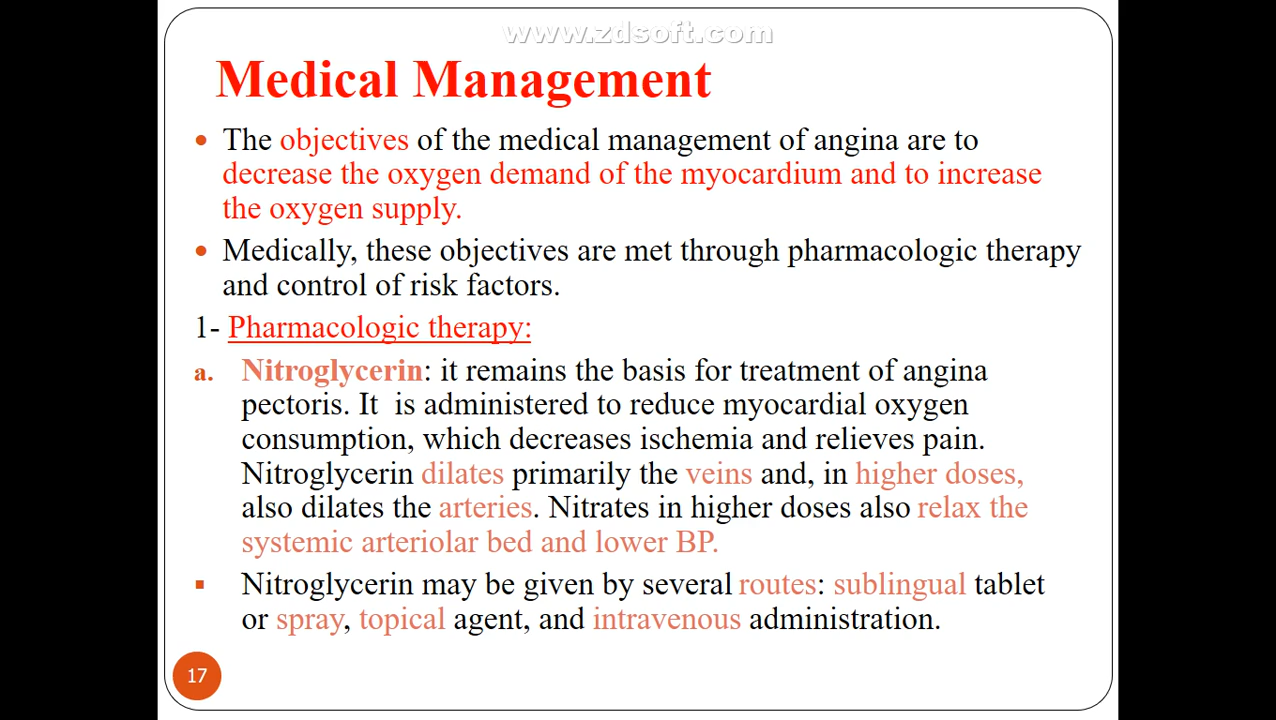 www.zdsoft.com
Medical Management
• The objectives of the medical management of angina are to
decrease the oxygen demand of the myocardium and to increase
the oxygen supply.
• Medically, these objectives are met through pharmacologic therapy
and control of risk factors.
1- Pharmacologic therapy:
a. Nitroglycerin: it remains the basis for treatment of angina
pectoris. It is administered to reduce myocardial oxygen
consumption, which decreases ischemia and relieves pain.
Nitroglycerin dilates primarily the veins and, in higher doses,
also dilates the arteries. Nitrates in higher doses also relax the
systemic arteriolar bed and lower BP.
▪ Nitroglycerin may be given by several routes: sublingual tablet
or spray, topical agent, and intravenous administration.
17